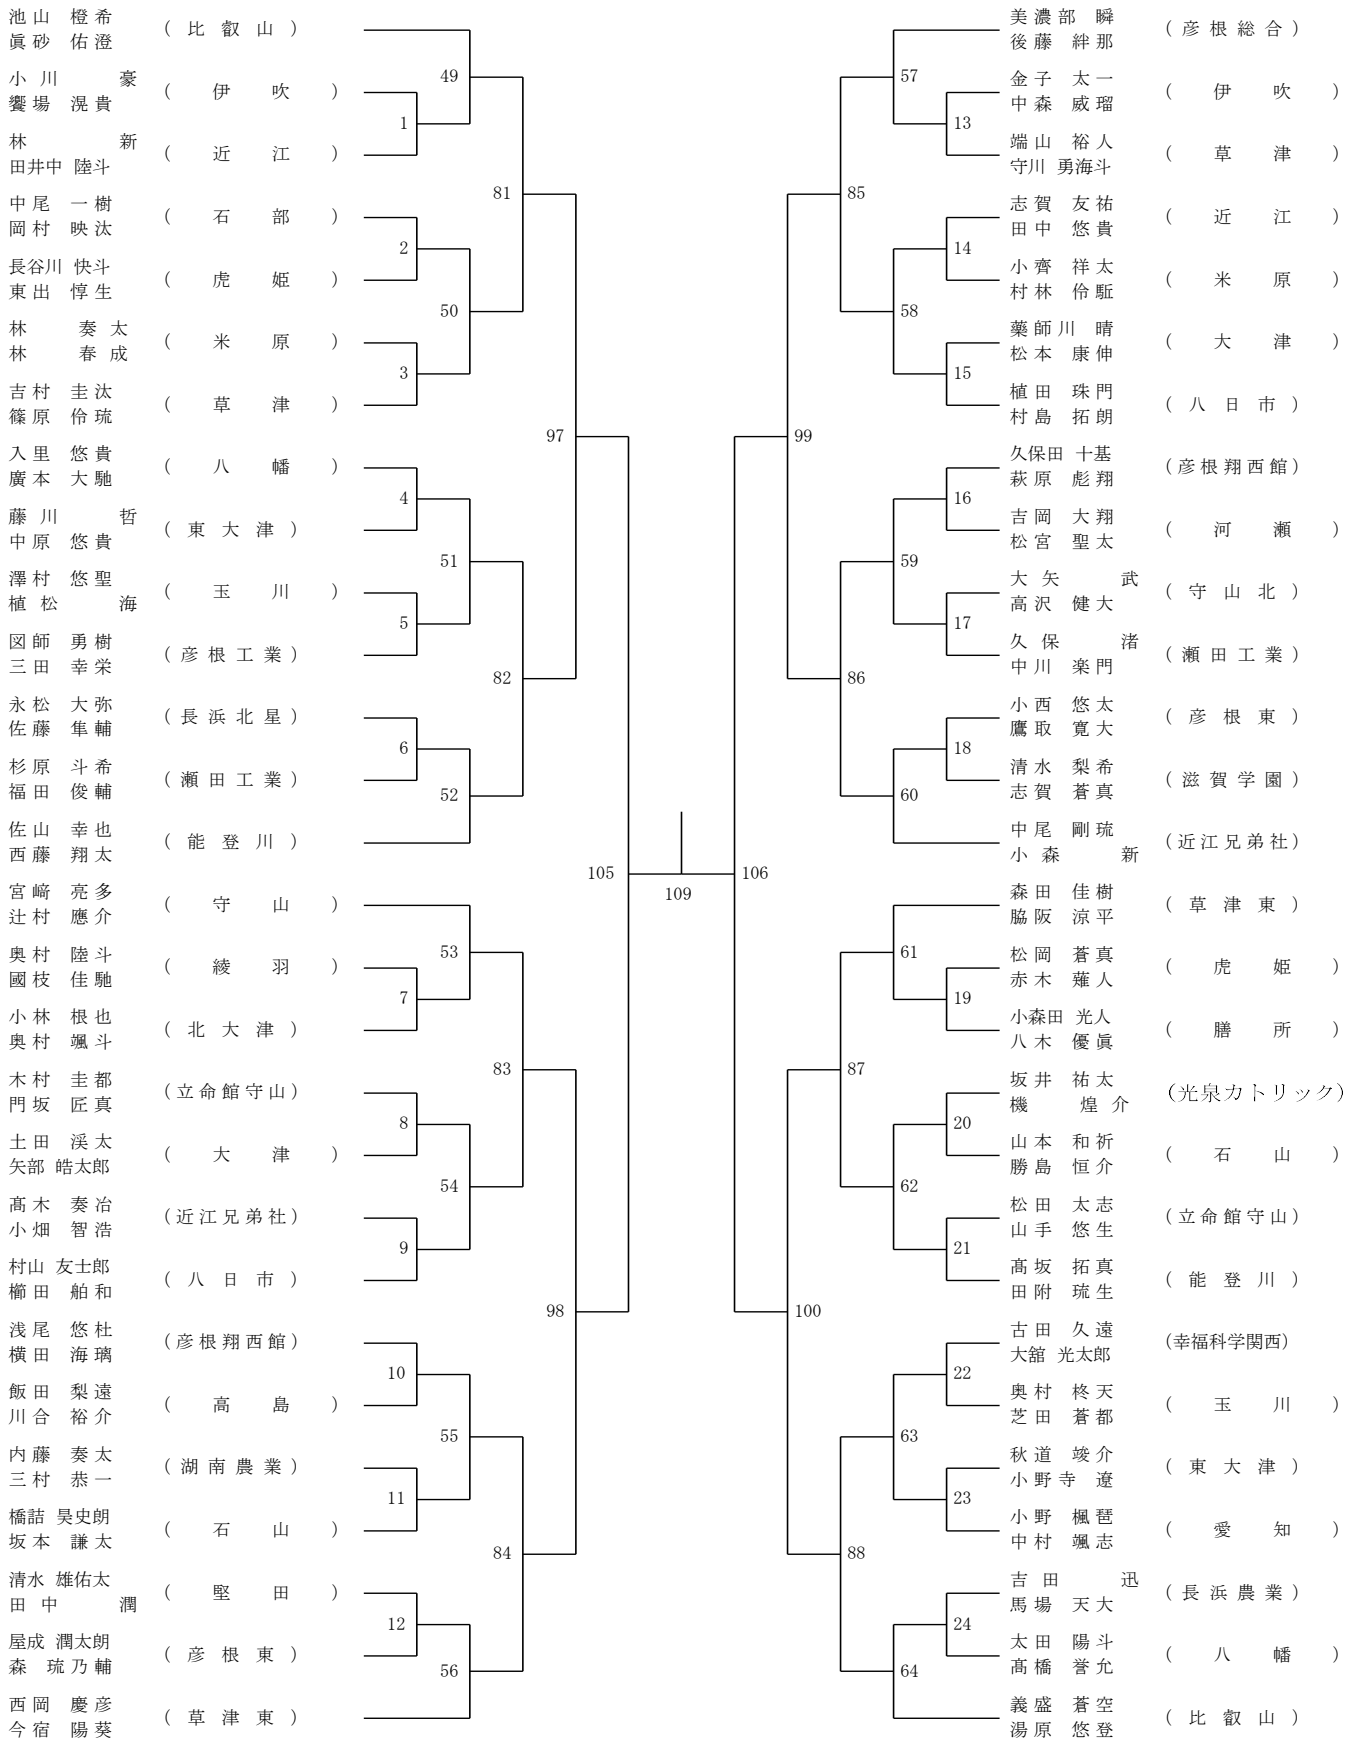 池山 橙希
眞砂 佑澄
( 比叡山 )
49
小川 豪
饗場 滉貴
( 伊吹 )
1
林 新
田井中 陸斗
( 近江 )
81
中尾 一樹
岡村 映汰
( 石部 )
2
長谷川 快斗
東出 惇生
( 虎姫 )
50
林 奏太
林 春成
( 米原 )
3
吉村 圭汰
篠原 伶琉
( 草津 )
97
入里 悠貴
廣本 大馳
( 八幡 )
4
藤川 哲
中原 悠貴
( 東大津 )
51
澤村 悠聖
植松 海
( 玉川 )
5
図師 勇樹
三田 幸栄
( 彦根工業 )
82
永松 大弥
佐藤 隼輔
( 長浜北星 )
6
杉原 斗希
福田 俊輔
( 瀬田工業 )
52
佐山 幸也
西藤 翔太
( 能登川 )
105
宮﨑 亮多
辻村 應介
( 守山 )
53
奥村 陸斗
國枝 佳馳
( 綾羽 )
7
小林 根也
奥村 颯斗
( 北大津 )
83
木村 圭都
門坂 匠真
( 立命館守山 )
8
土田 渓太
矢部 皓太郎
( 大津 )
54
髙木 奏冶
小畑 智浩
( 近江兄弟社 )
9
村山 友士郎
櫛田 舶和
( 八日市 )
98
浅尾 悠杜
横田 海璃
( 彦根翔西館 )
10
飯田 梨遠
川合 裕介
( 高島 )
55
内藤 奏太
三村 恭一
( 湖南農業 )
11
橋詰 昊史朗
坂本 謙太
( 石山 )
84
清水 雄佑太
田中 潤
( 堅田 )
12
屋成 潤太朗
森 琉乃輔
( 彦根東 )
56
西岡 慶彦
今宿 陽葵
( 草津東 )
109
美濃部 瞬
後藤 絆那
( 彦根総合 )
57
金子 太一
中森 威瑠
( 伊吹 )
13
端山 裕人
守川 勇海斗
( 草津 )
85
志賀 友祐
田中 悠貴
( 近江 )
14
小齊 祥太
村林 伶駈
( 米原 )
58
藥師川 晴
松本 康伸
( 大津 )
15
植田 珠門
村島 拓朗
( 八日市 )
99
久保田 十基
萩原 彪翔
( 彦根翔西館 )
16
吉岡 大翔
松宮 聖太
( 河瀬 )
59
大矢 武
高沢 健大
( 守山北 )
17
久保 渚
中川 楽門
( 瀬田工業 )
86
小西 悠太
鷹取 寛大
( 彦根東 )
18
清水 梨希
志賀 蒼真
( 滋賀学園 )
60
中尾 剛琉
小森 新
( 近江兄弟社 )
106
森田 佳樹
脇阪 涼平
( 草津東 )
61
松岡 蒼真
赤木 薙人
( 虎姫 )
19
小森田 光人
八木 優眞
( 膳所 )
87
坂井 祐太
機 煌介
(光泉カトリック)
20
山本 和祈
勝島 恒介
( 石山 )
62
松田 太志
山手 悠生
( 立命館守山 )
21
髙坂 拓真
田附 琉生
( 能登川 )
100
古田 久遠
大舘 光太郎
(幸福科学関西)
22
奥村 柊天
芝田 蒼都
( 玉川 )
63
秋道 竣介
小野寺 遼
( 東大津 )
23
小野 楓琶
中村 颯志
( 愛知 )
88
吉田 迅
馬場 天大
( 長浜農業 )
24
太田 陽斗
髙橋 誉允
( 八幡 )
64
義盛 蒼空
湯原 悠登
( 比叡山 )